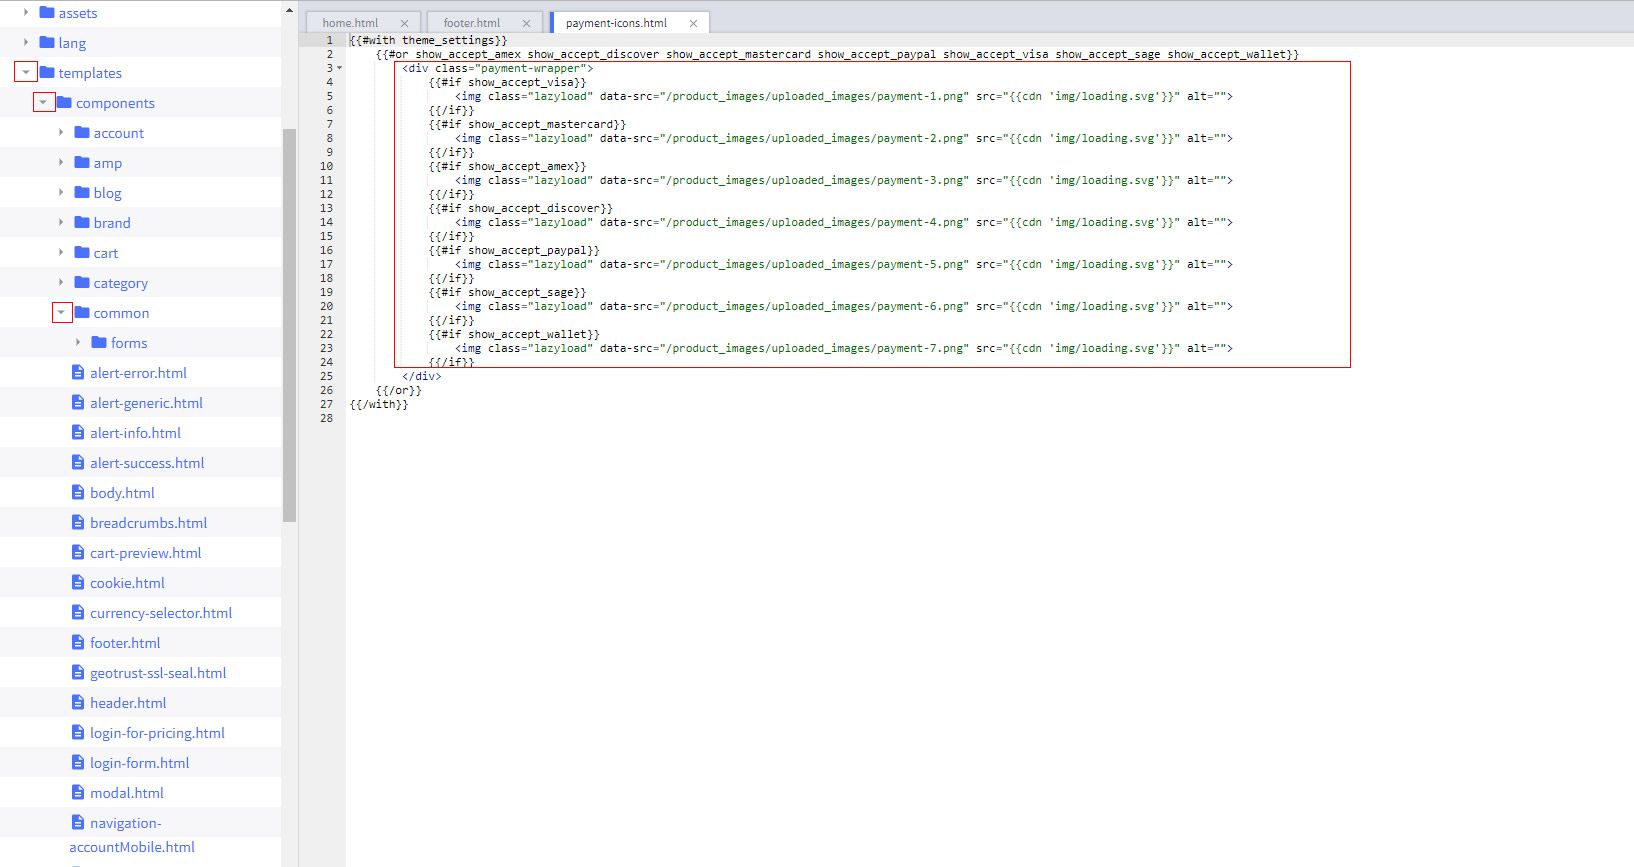 assets
lang
templates
components
account
amp
blog
brand
cart
category
common
forms
alert-error.html
alert-generic.html
alert-info.html
alert-success.html
body.html
breadcrumbs.html
cart-preview.html
cookie.html
currency-selector.html
footer.html
geotrust-ssl-seal.html
header.html
login-for-pricing.html
login-form.html
modal.html
navigation-
accountMobile.html
home.html × footer.html × payment-icons.html ×
1 {{#with theme_settings}}
2 {{#or show_accept_amex show_accept_discover show_accept_mastercard show_accept_paypal show_accept_visa show_accept_sage show_accept_wallet}}
3 <div class="payment-wrapper">
4 {{#if show_accept_visa}}
5 <img class="lazyload" data-src="/product_images/uploaded_images/payment-1.png" src="{{cdn 'img/loading.svg'}}" alt="">
6 {{/if}}
7 {{#if show_accept_mastercard}}
8 <img class="lazyload" data-src="/product_images/uploaded_images/payment-2.png" src="{{cdn 'img/loading.svg'}}" alt="">
9 {{/if}}
10 {{#if show_accept_amex}}
11 <img class="lazyload" data-src="/product_images/uploaded_images/payment-3.png" src="{{cdn 'img/loading.svg'}}" alt="">
12 {{/if}}
13 {{#if show_accept_discover}}
14 <img class="lazyload" data-src="/product_images/uploaded_images/payment-4.png" src="{{cdn 'img/loading.svg'}}" alt="">
15 {{/if}}
16 {{#if show_accept_paypal}}
17 <img class="lazyload" data-src="/product_images/uploaded_images/payment-5.png" src="{{cdn 'img/loading.svg'}}" alt="">
18 {{/if}}
19 {{#if show_accept_sage}}
20 <img class="lazyload" data-src="/product_images/uploaded_images/payment-6.png" src="{{cdn 'img/loading.svg'}}" alt="">
21 {{/if}}
22 {{#if show_accept_wallet}}
23 <img class="lazyload" data-src="/product_images/uploaded_images/payment-7.png" src="{{cdn 'img/loading.svg'}}" alt="">
24 {{/if}}
25 </div>
26 {{/or}}
27 {{/with}}
28